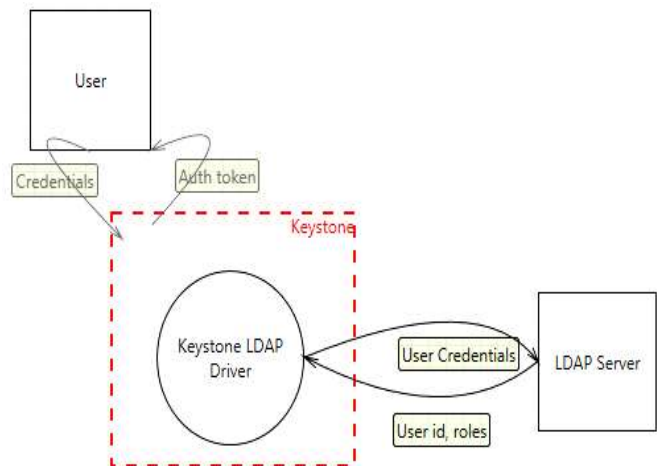 User
Credentials
Auth token
Keystone
Keystone LDAP
Driver
User Credentials
LDAP Server
User id, roles